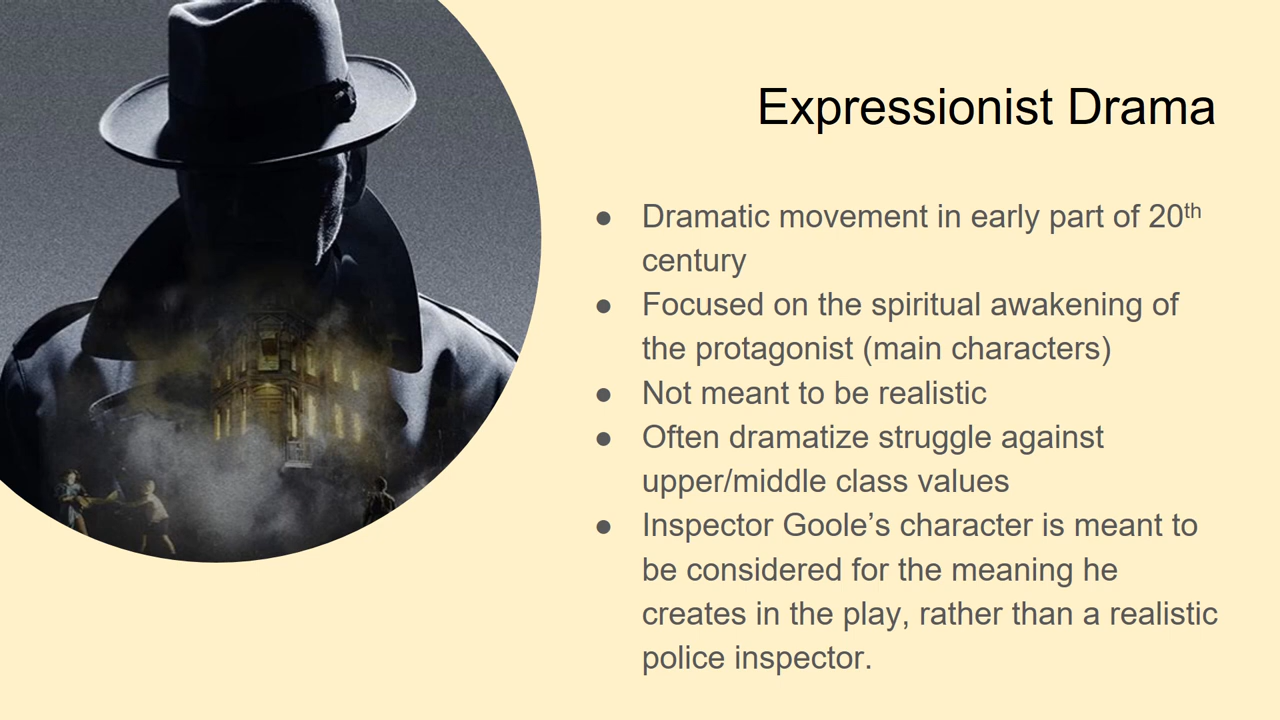 Expressionist Drama
● Dramatic movement in early part of 20th
century
● Focused on the spiritual awakening of
the protagonist (main characters)
● Not meant to be realistic
● Often dramatize struggle against
upper/middle class values
● Inspector Goole’s character is meant to
be considered for the meaning he
creates in the play, rather than a realistic
police inspector.